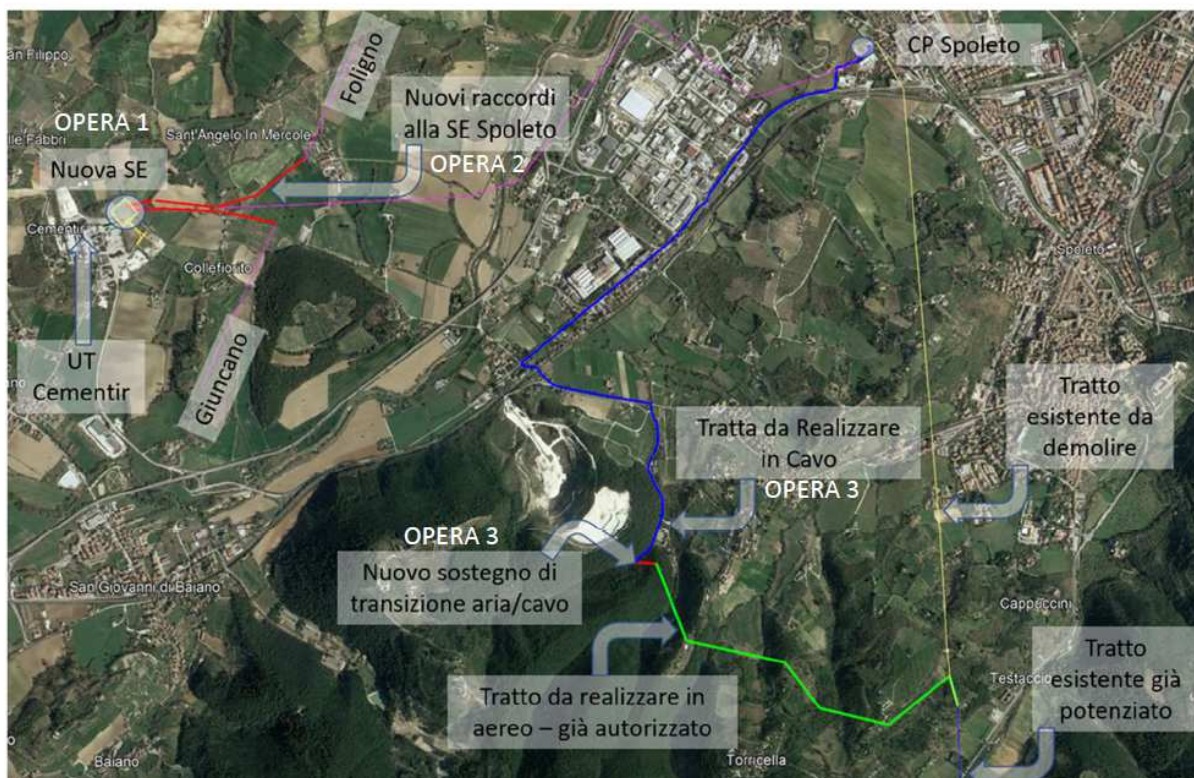 an Filippo
CP Spoleto
Foligno
Nuovi raccordi
alla SE Spoleto
OPERA 1
Sant'Angelo In Mercole
OPERA 2
lle Fabbri
Nuova SE
Cementir
Collefiorito
Spoleto
UT
Cementir
Giuncano
Tratto
esistente da
demolire
Tratta da Realizzare
in Cavo
OPERA 3
OPERA 3
Nuovo sostegno di
transizione aria/cavo
San Giovanni di Baiano
Cappuccini
Tratto
esistente già
potenziato
Testaccio
Tratto da realizzare in
aereo – già autorizzato
Torricella
Baiano